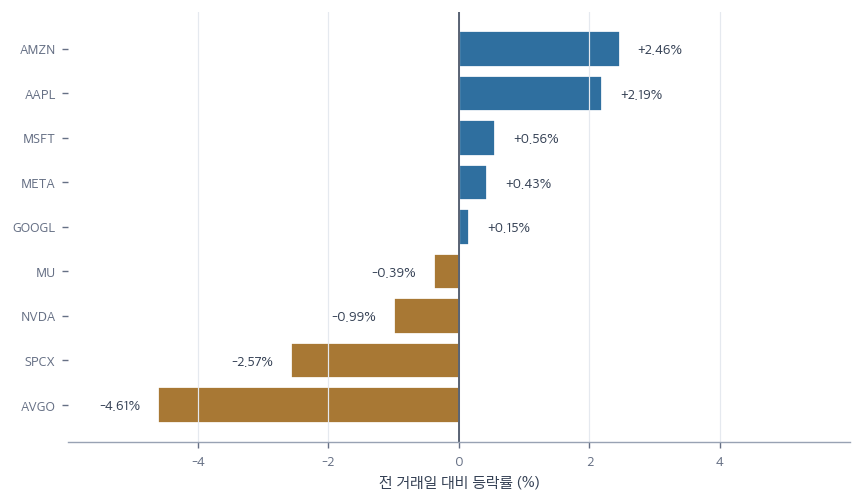 AMZN +2.46%
AAPL +2.19%
MSFT +0.56%
META +0.43%
GOOGL +0.15%
MU −0.39%
NVDA −0.99%
SPCX −2.57%
AVGO −4.61%
−4 −2 0 2 4
전 거래일 대비 등락률 (%)